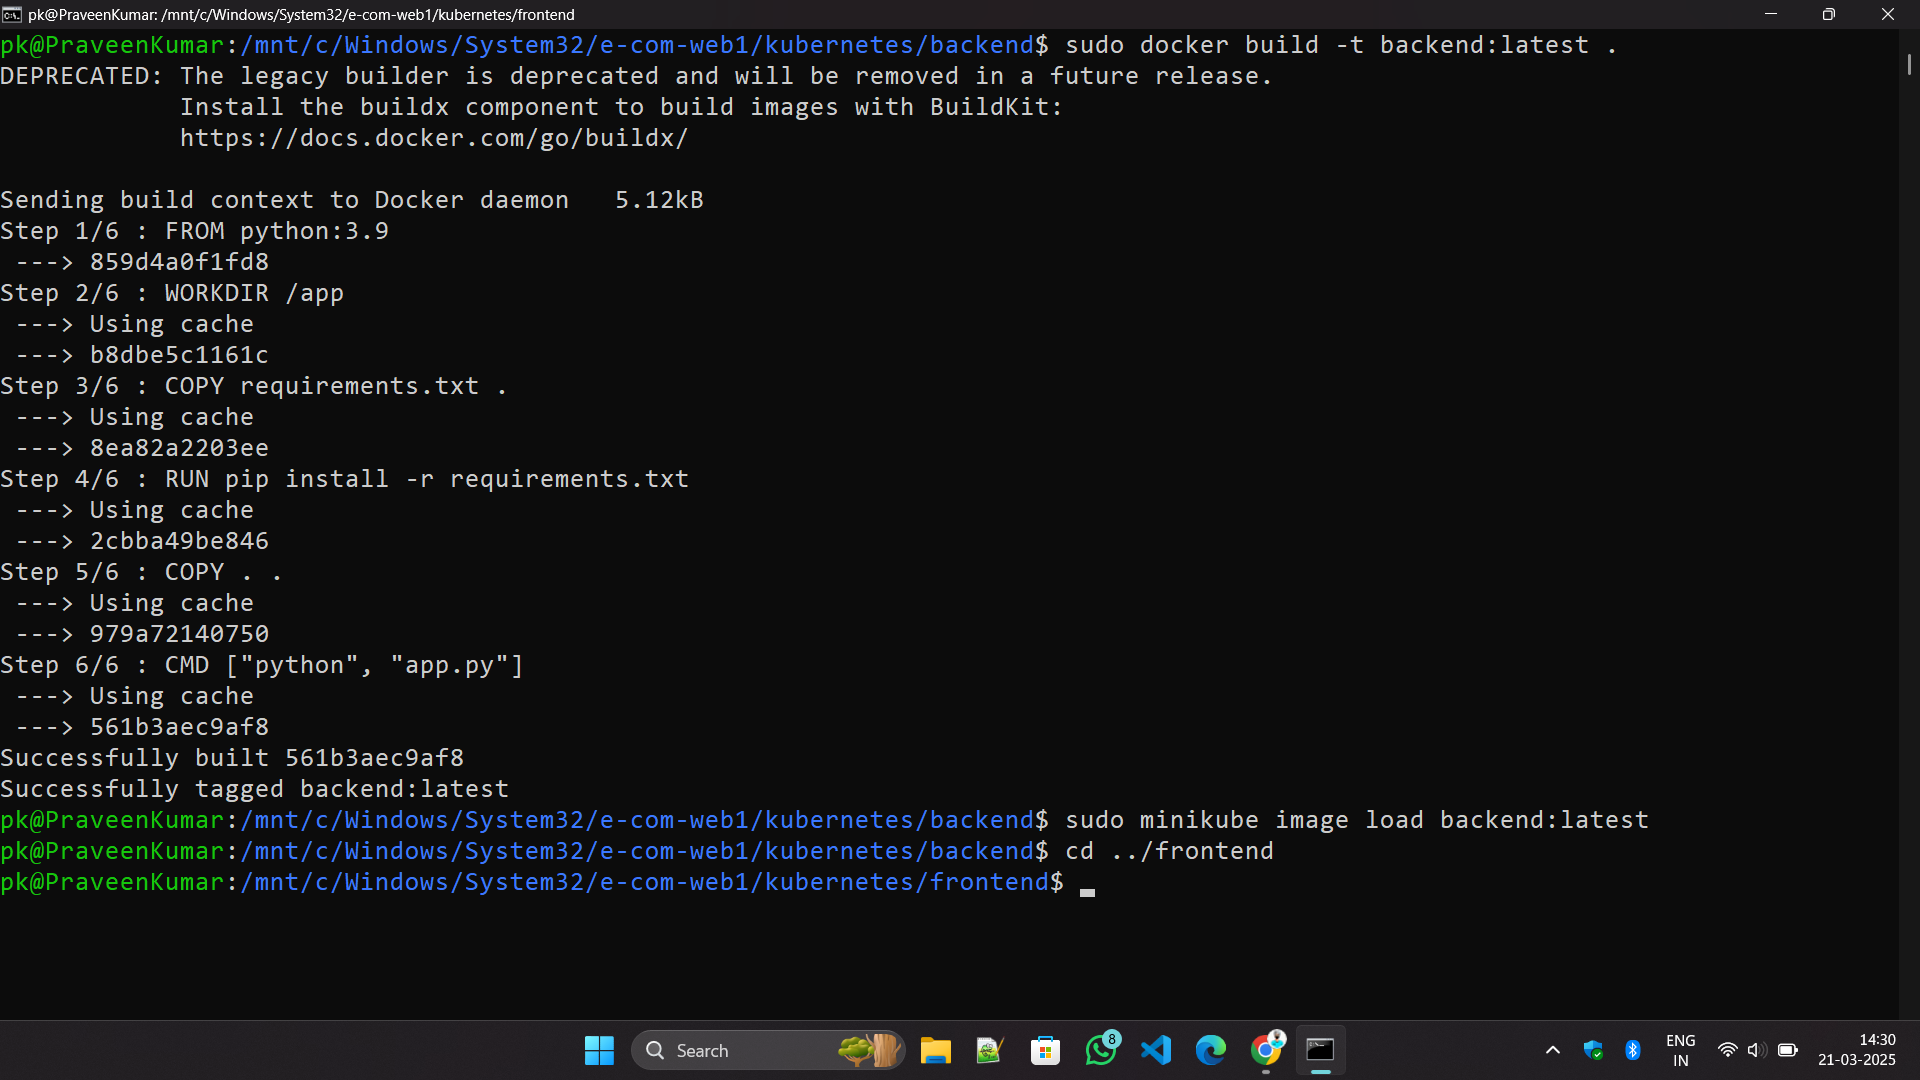 pk@PraveenKumar: /mnt/c/Windows/System32/e-com-web1/kubernetes/frontend
pk@PraveenKumar:/mnt/c/Windows/System32/e-com-web1/kubernetes/backend$ sudo docker build -t backend:latest .
DEPRECATED: The legacy builder is deprecated and will be removed in a future release.
            Install the buildx component to build images with BuildKit:
            https://docs.docker.com/go/buildx/
Sending build context to Docker daemon   5.12kB
Step 1/6 : FROM python:3.9
 ---> 859d4a0f1fd8
Step 2/6 : WORKDIR /app
 ---> Using cache
 ---> b8dbe5c1161c
Step 3/6 : COPY requirements.txt .
 ---> Using cache
 ---> 8ea82a2203ee
Step 4/6 : RUN pip install -r requirements.txt
 ---> Using cache
 ---> 2cbba49be846
Step 5/6 : COPY . .
 ---> Using cache
 ---> 979a72140750
Step 6/6 : CMD ["python", "app.py"]
 ---> Using cache
 ---> 561b3aec9af8
Successfully built 561b3aec9af8
Successfully tagged backend:latest
pk@PraveenKumar:/mnt/c/Windows/System32/e-com-web1/kubernetes/backend$ sudo minikube image load backend:latest
pk@PraveenKumar:/mnt/c/Windows/System32/e-com-web1/kubernetes/backend$ cd ../frontend
pk@PraveenKumar:/mnt/c/Windows/System32/e-com-web1/kubernetes/frontend$
Search
8
ENG
IN
14:30
21-03-2025